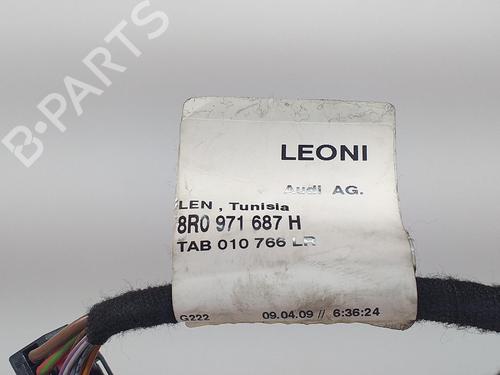 B-PARTS
LEONI
Audi AG.
LEN , Tunisia
8R0 971 687 H
TAB 010 766 LR
G222 09.04.09 // 6:36:24